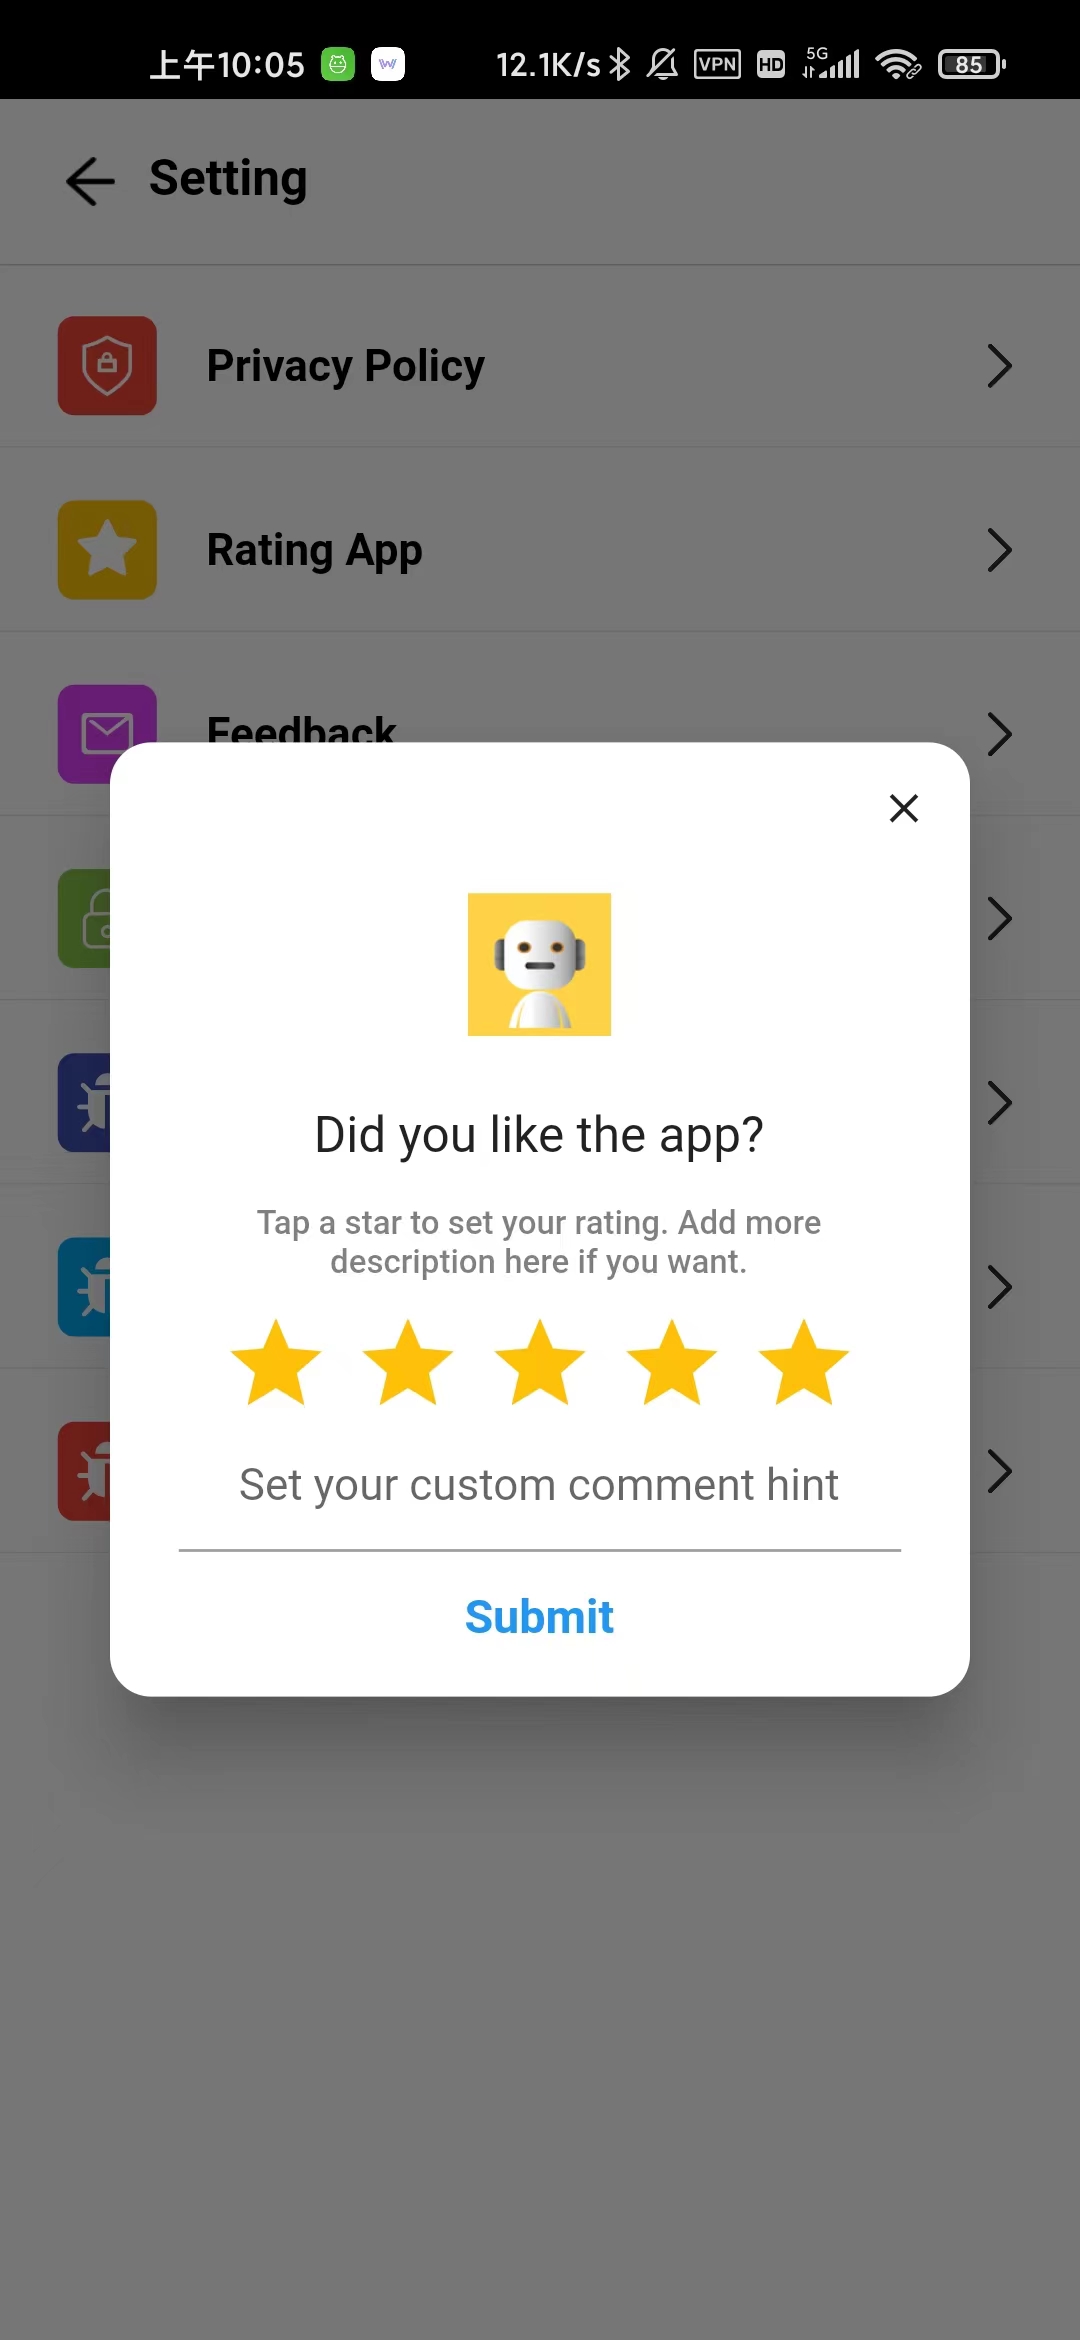 上午10:05 12.1K/s VPN HD 5G 85
Setting
Privacy Policy
Rating App
Feedback
Did you like the app?
Tap a star to set your rating. Add more
description here if you want.
Set your custom comment hint
Submit